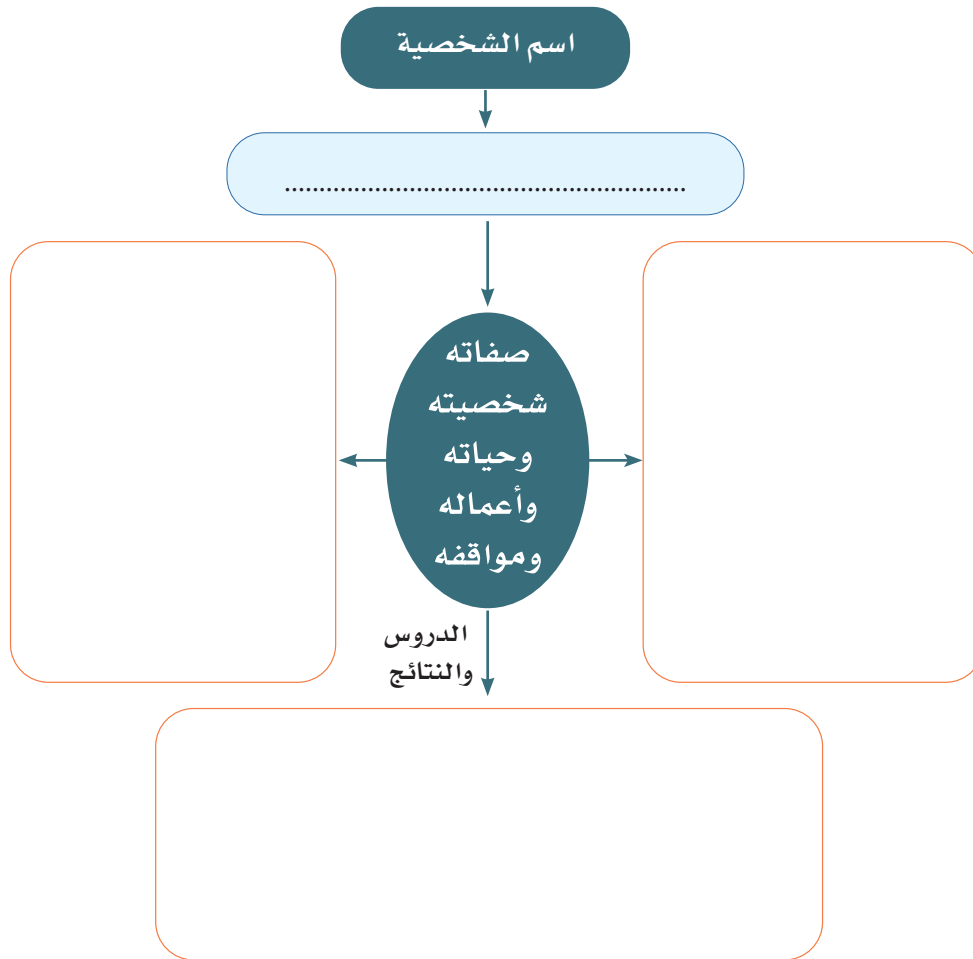 اسم الشخصية
............................................................
صفاته
شخصيته
وحياته
وأعماله
ومواقفه
الدروس
والنتائج